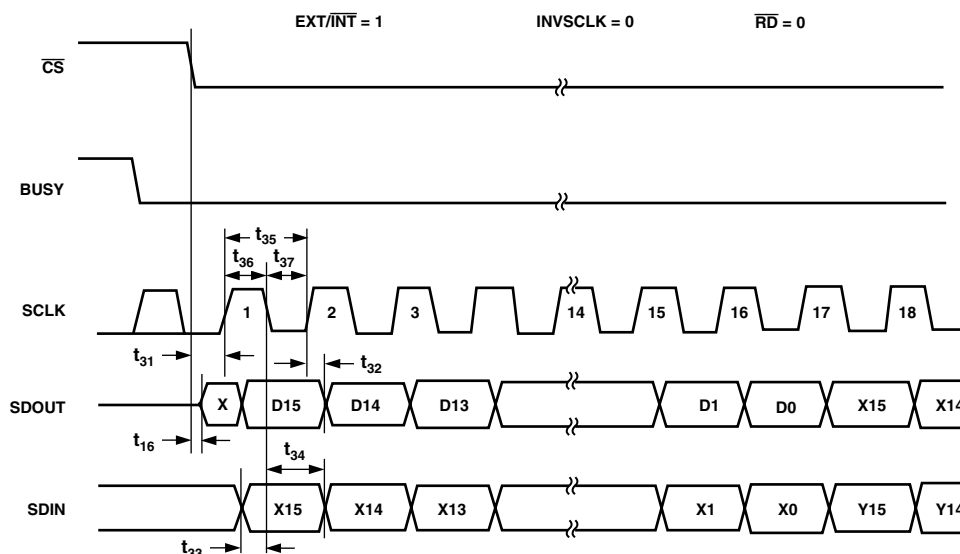 EXT/INT = 1 INVSCLK = 0 RD = 0
CS
BUSY
t35
t36 t37
SCLK 1 2 3 14 15 16 17 18
t31 t32
SDOUT X D15 D14 D13 D1 D0 X15 X14
t16
t34
SDIN X15 X14 X13 X1 X0 Y15 Y14
t33